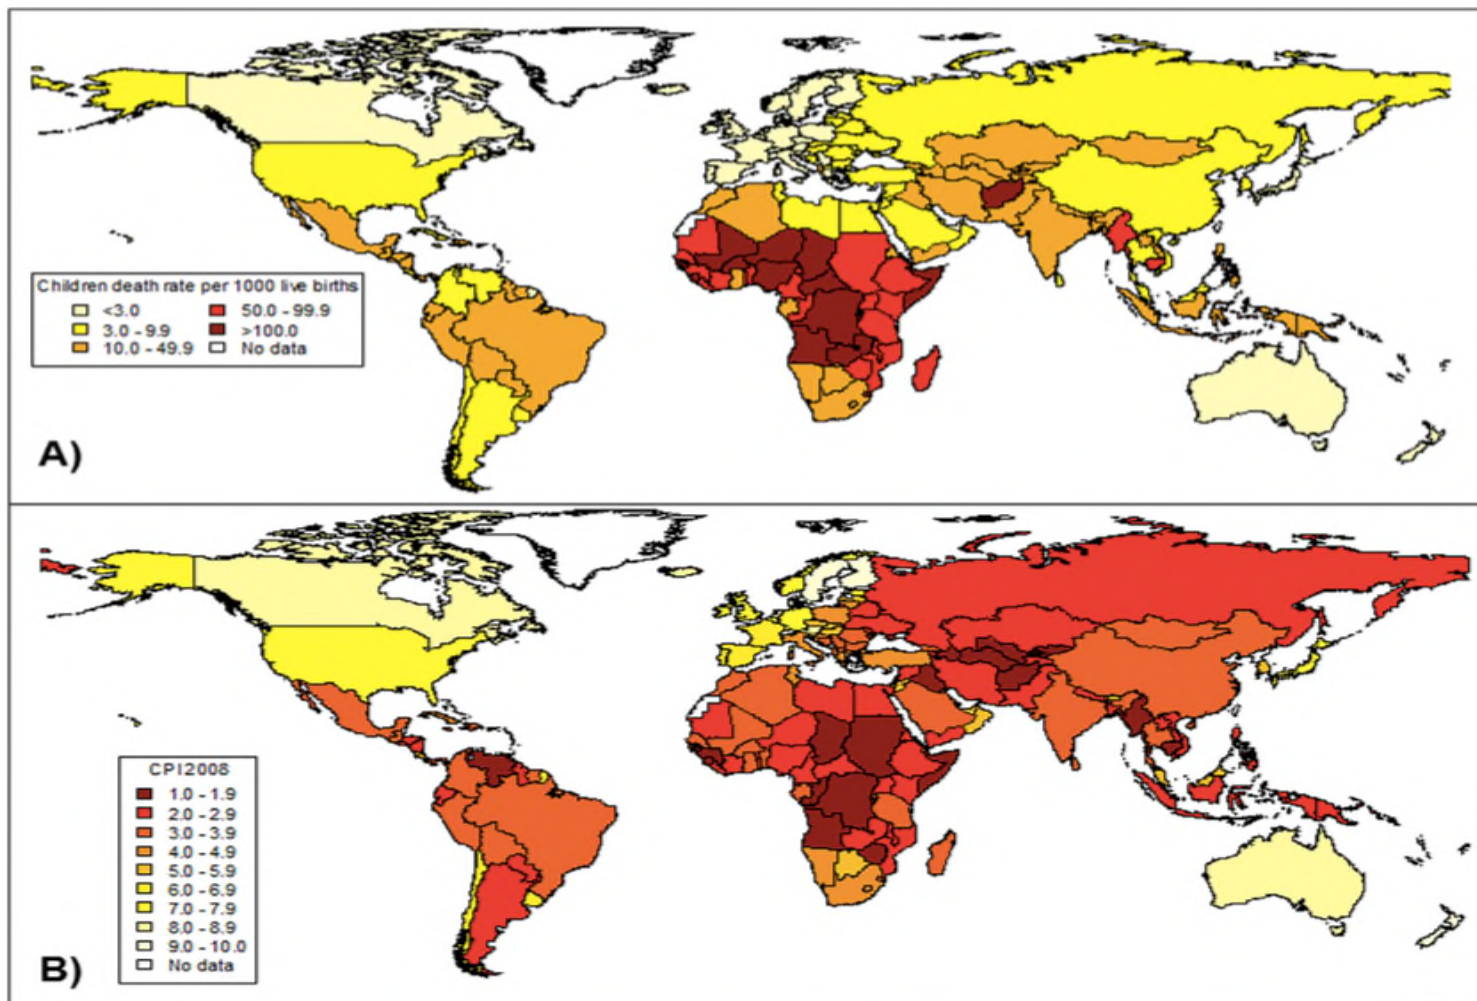 Children death rate per 1000 live births
<3.0 50.0 - 99.9
3.0 - 9.9 >100.0
10.0 - 49.9 No data
A)
CPI2008
1.0 - 1.9
2.0 - 2.9
3.0 - 3.9
4.0 - 4.9
5.0 - 5.9
6.0 - 6.9
7.0 - 7.9
8.0 - 8.9
9.0 - 10.0
No data
B)